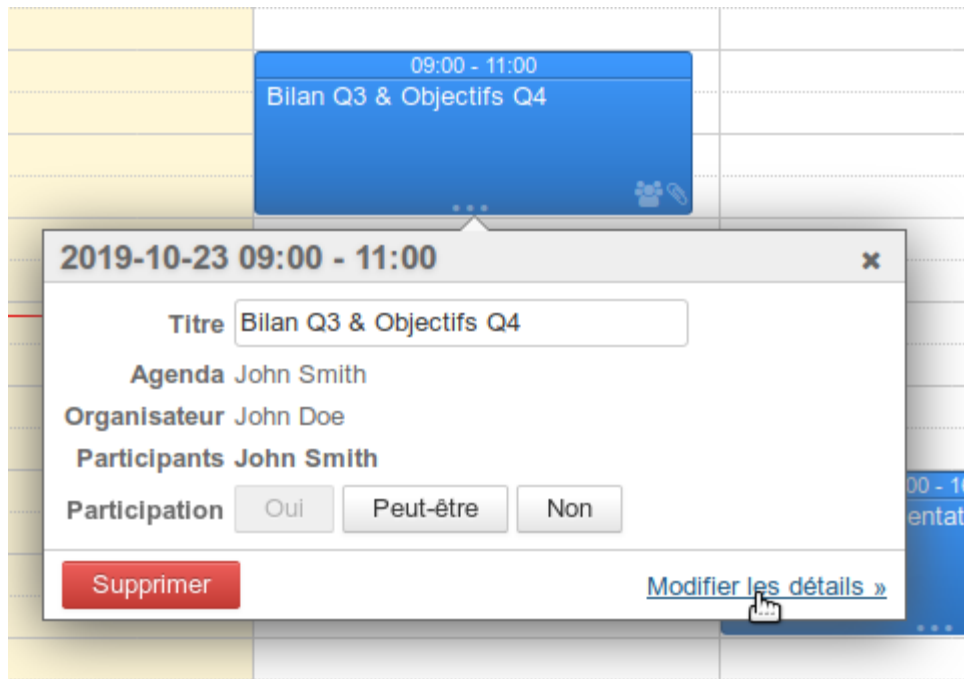 09:00 - 11:00
Bilan Q3 & Objectifs Q4
2019-10-23 09:00 - 11:00
Titre Bilan Q3 & Objectifs Q4
Agenda John Smith
Organisateur John Doe
Participants John Smith
Participation Oui Peut-être Non
Supprimer Modifier les détails »